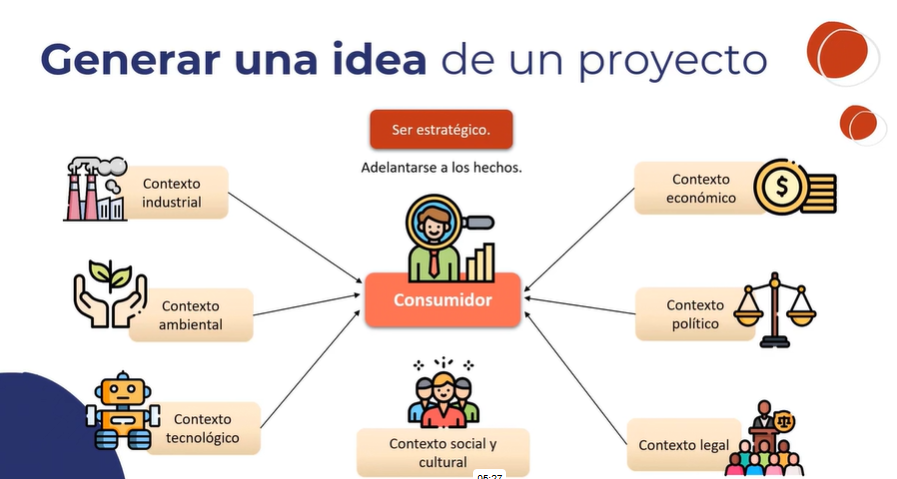 Generar una idea de un proyecto
Ser estratégico.
Adelantarse a los hechos.
Contexto
industrial
Contexto
económico
Consumidor
Contexto
ambiental
Contexto
político
Contexto
tecnológico
Contexto social y
cultural
Contexto legal
05:27